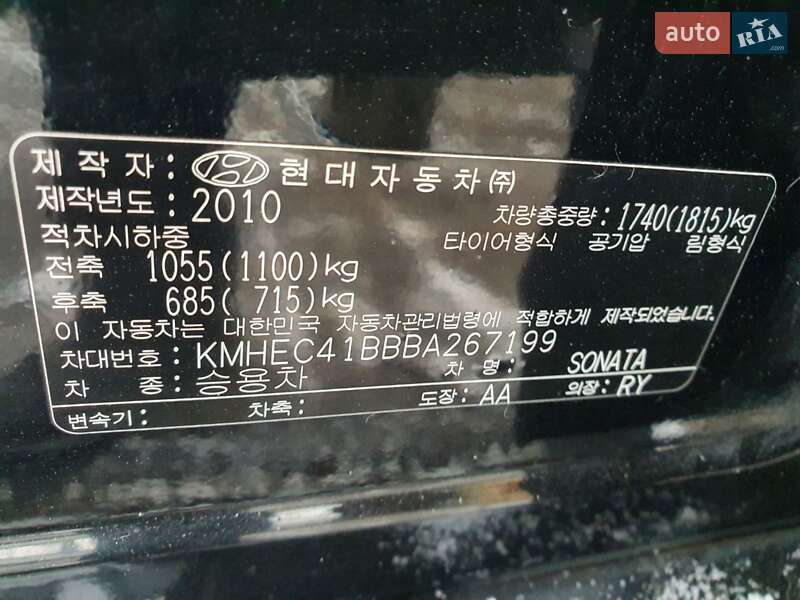 auto RIA
제 작 자 : 현대자동차㈜
제작년도 : 2010 차량총중량 : 1740(1815)kg
적차시하중 타이어형식 공기압 림형식
전축 1055(1100)kg
후축 685( 715)kg
이 자동차는 대한민국 자동차관리법령에 적합하게 제작되었습니다.
차대번호 : KMHEC41BBBA267199
차 종 : 승용차 차 명 : SONATA
변속기 : 차축 : 도장 : AA 의장 : RY